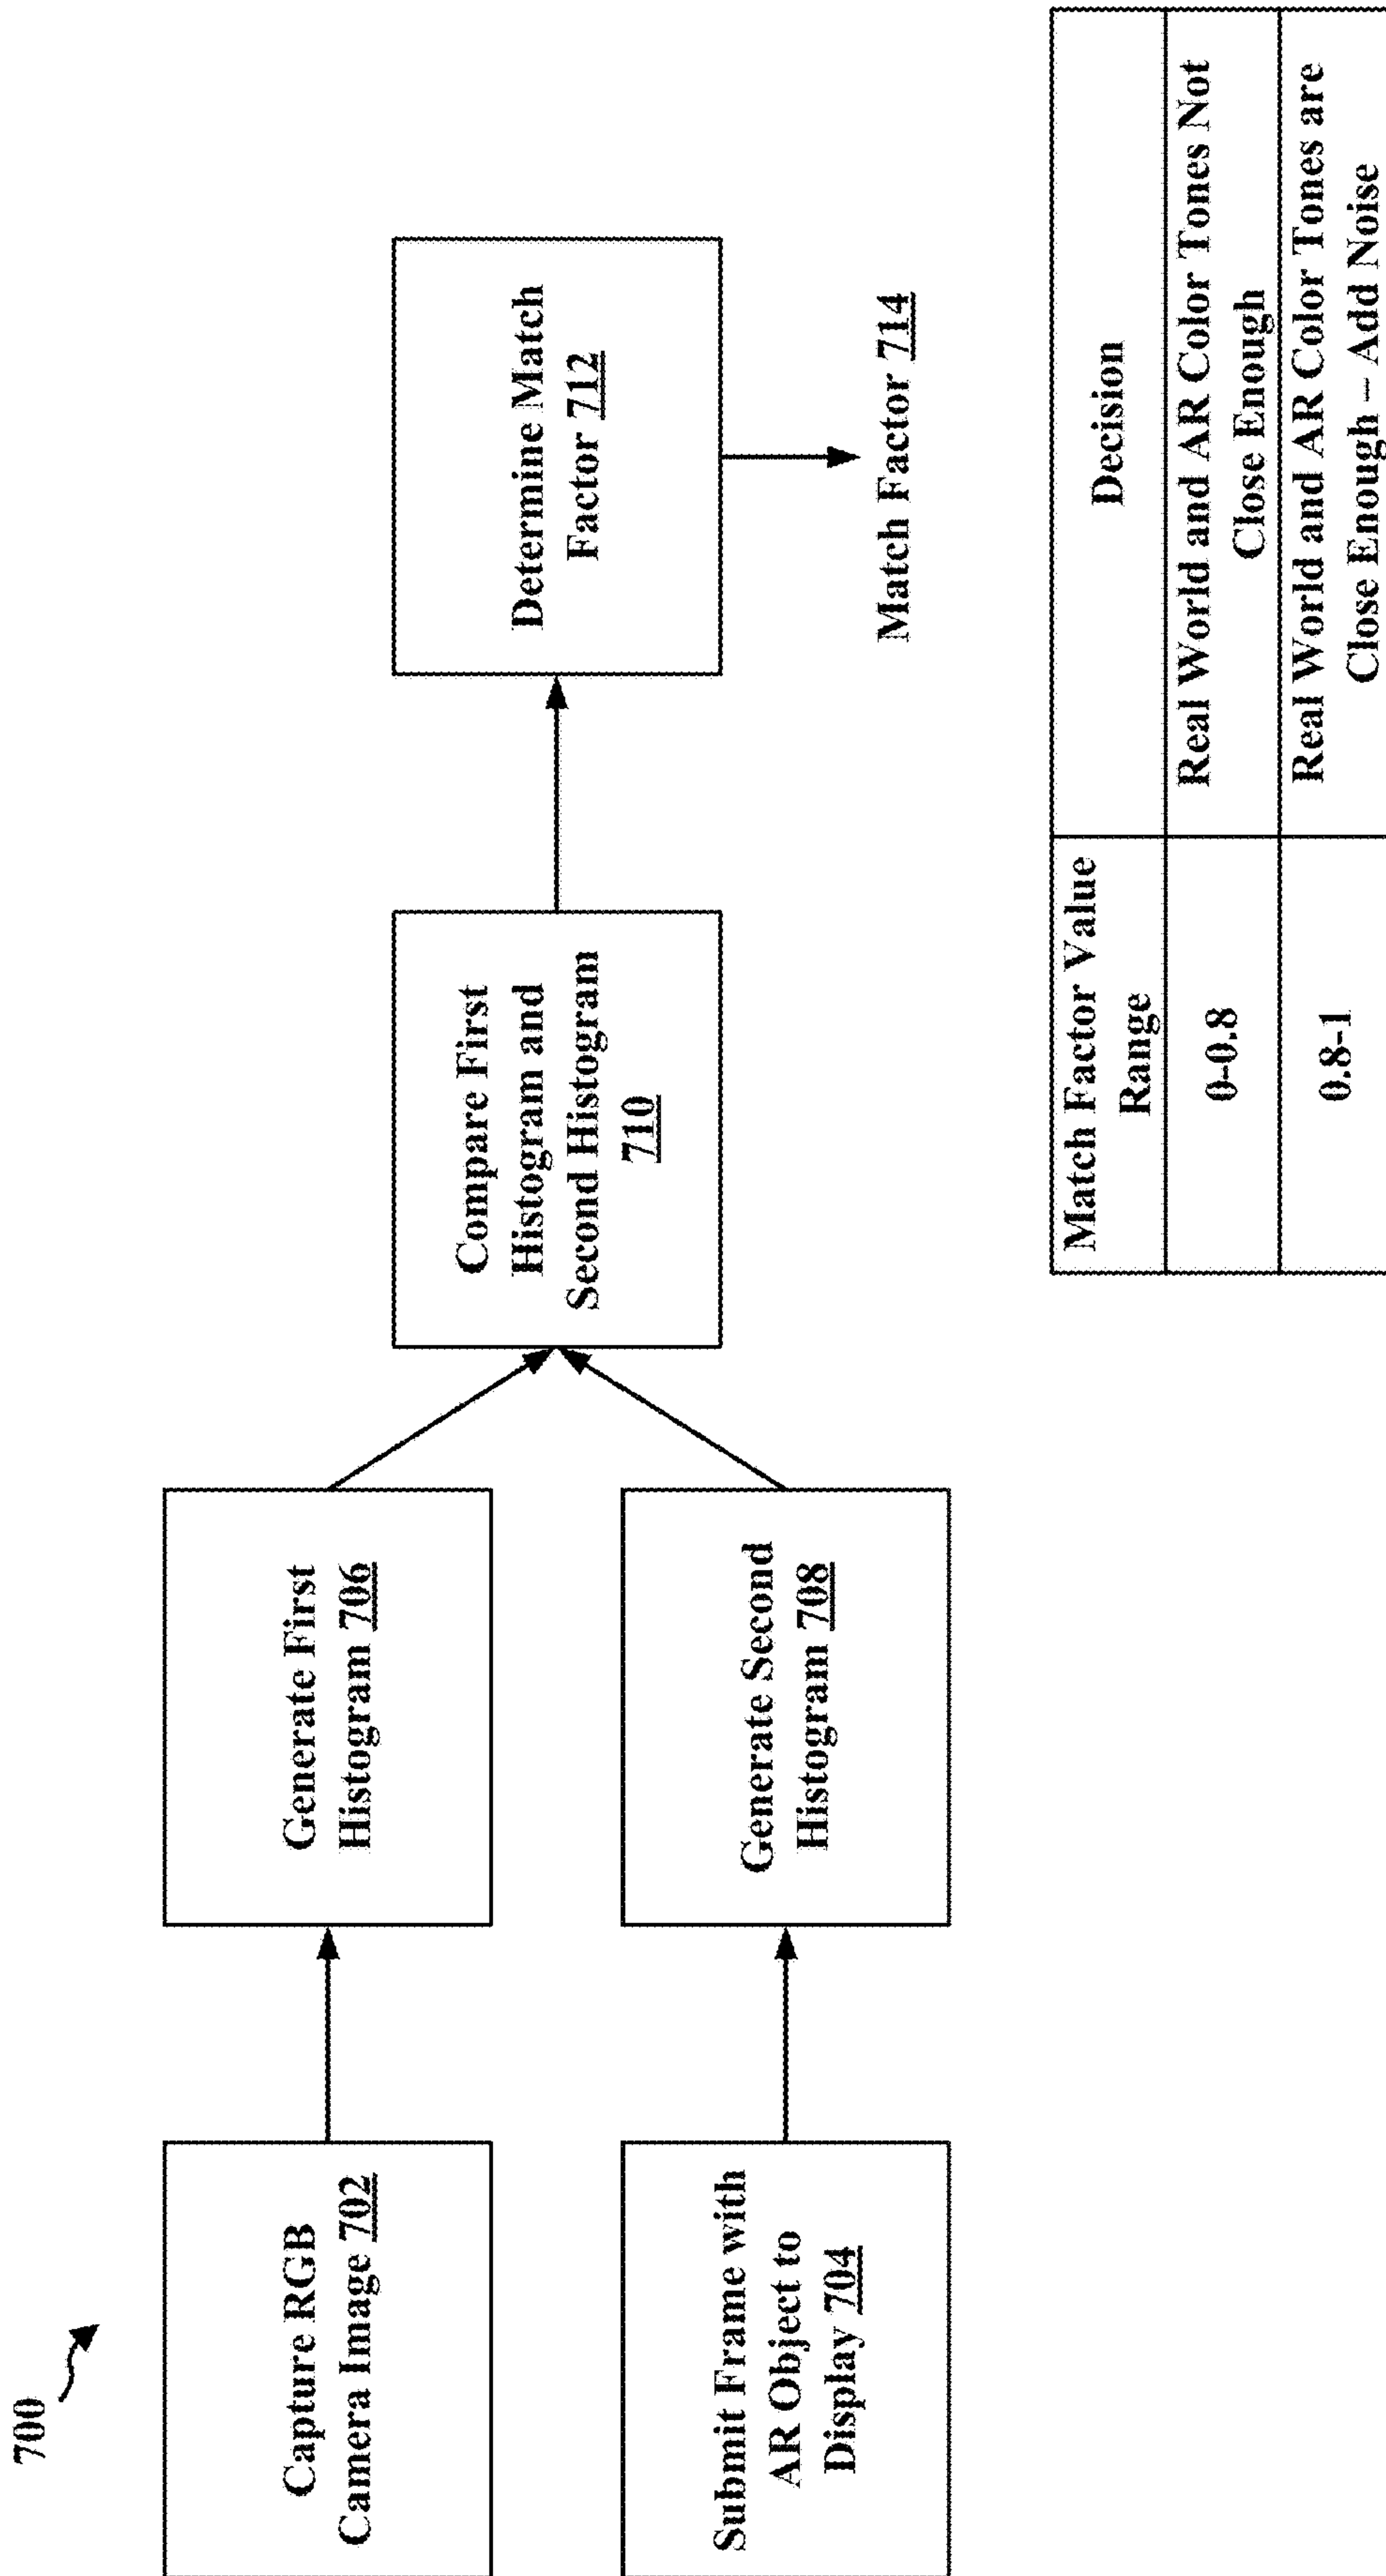 700
Capture RGB
Camera Image 702
Generate First
Histogram 706
Submit Frame with
AR Object to
Display 704
Generate Second
Histogram 708
Compare First
Histogram and
Second Histogram
710
Determine Match
Factor 712
Match Factor 714
Match Factor Value
Range
Decision
0-0.8
Real World and AR Color Tones Not
Close Enough
0.8-1
Real World and AR Color Tones are
Close Enough – Add Noise